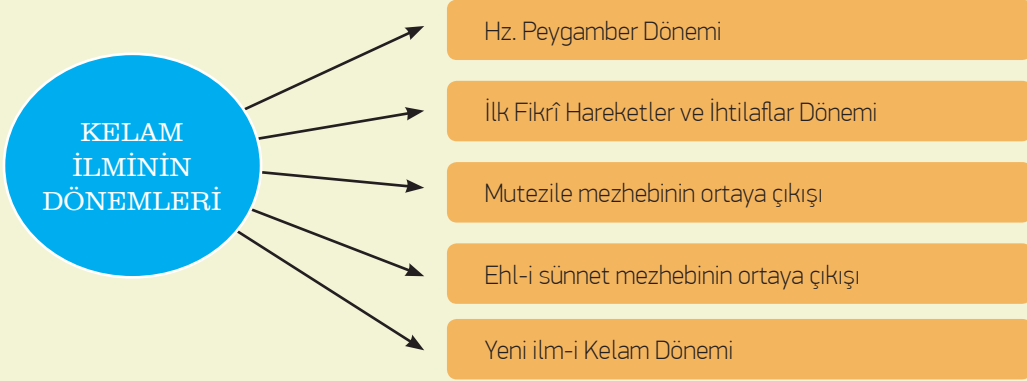 KELAM
İLMİNİN
DÖNEMLERİ
Hz. Peygamber Dönemi
İlk Fikrî Hareketler ve İhtilaflar Dönemi
Mutezile mezhebinin ortaya çıkışı
Ehl-i sünnet mezhebinin ortaya çıkışı
Yeni ilm-i Kelam Dönemi